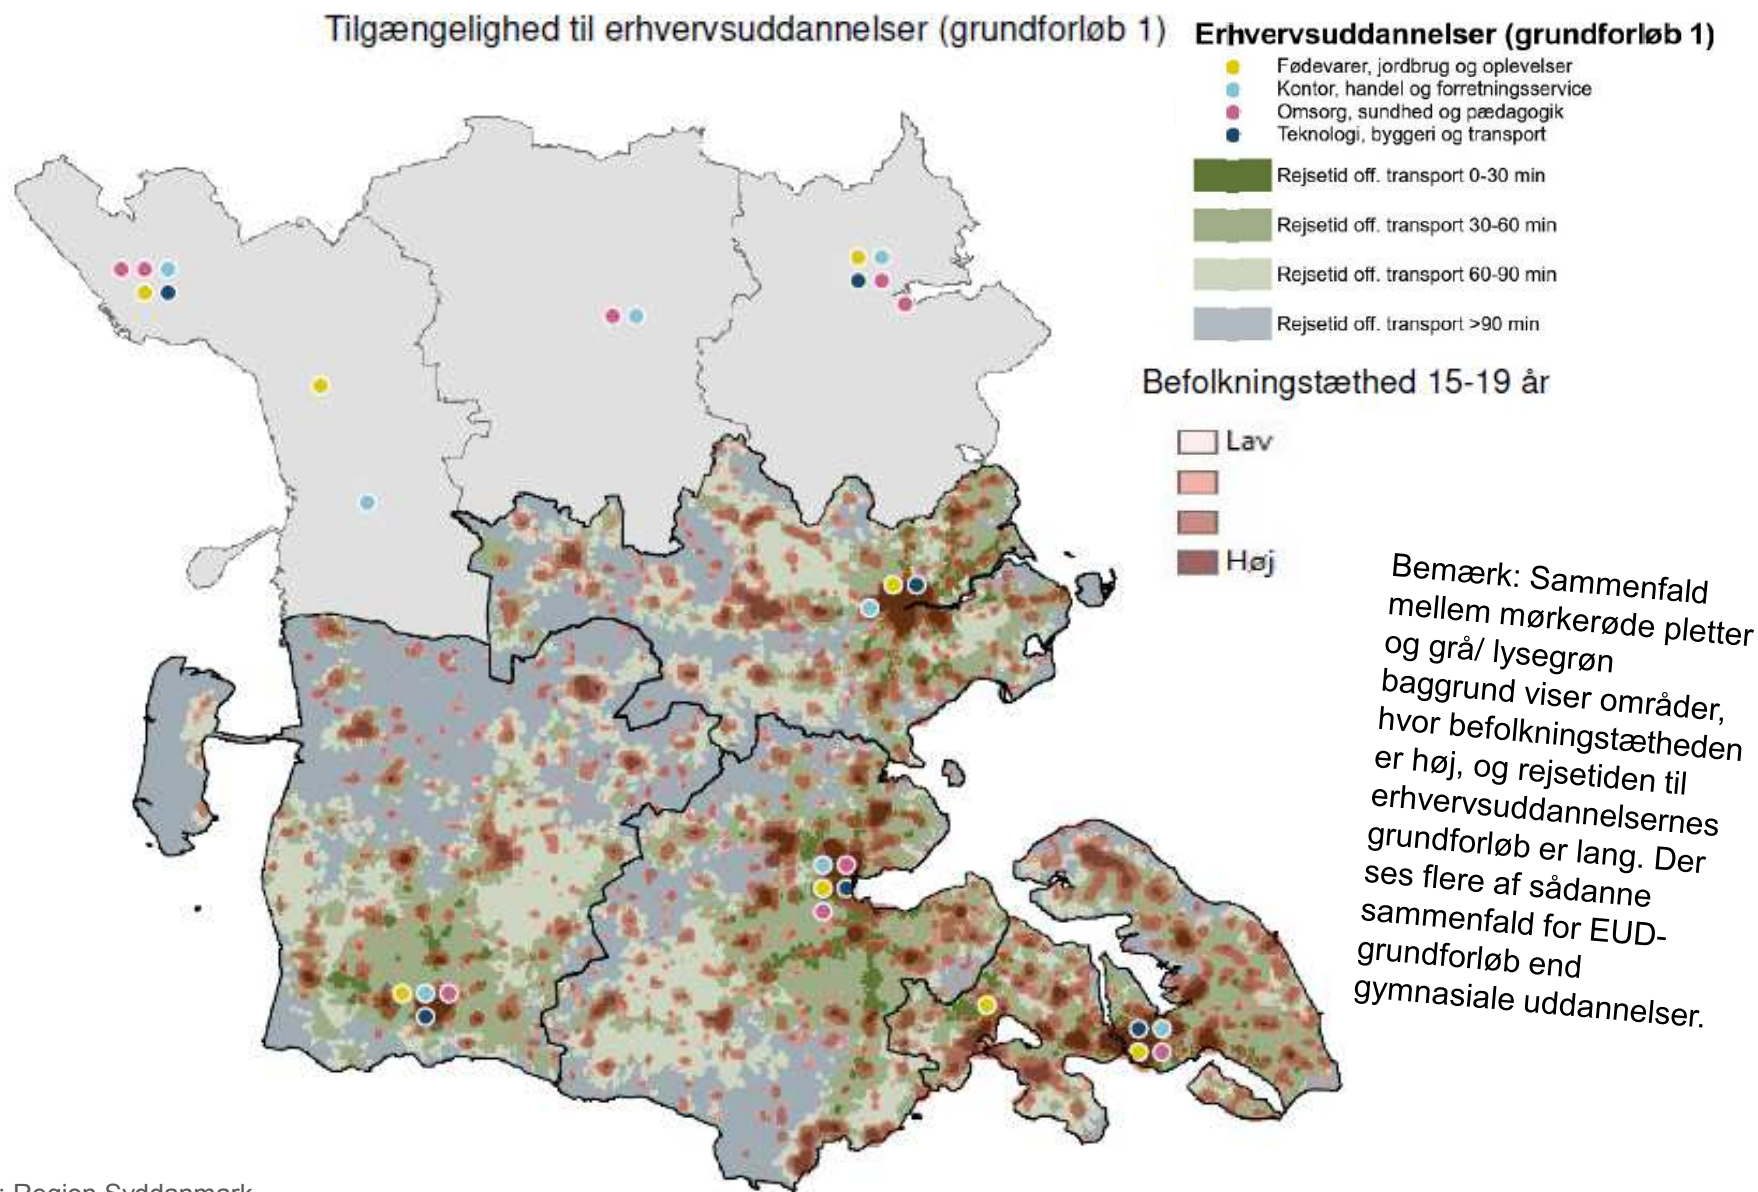 Tilgængelighed til erhvervsuddannelser (grundforløb 1)
Erhvervsuddannelser (grundforløb 1)
Fødevarer, jordbrug og oplevelser
Kontor, handel og forretningsservice
Omsorg, sundhed og pædagogik
Teknologi, byggeri og transport
Rejsetid off. transport 0-30 min
Rejsetid off. transport 30-60 min
Rejsetid off. transport 60-90 min
Rejsetid off. transport >90 min
Befolkningstæthed 15-19 år
Lav
Høj
Bemærk: Sammenfald
mellem mørkerøde pletter
og grå/ lysegrøn
baggrund viser områder,
hvor befolkningstætheden
er høj, og rejsetiden til
erhvervsuddannelsernes
grundforløb er lang. Der
ses flere af sådanne
sammenfald for EUD-
grundforløb end
gymnasiale uddannelser.
: Region Syddanmark